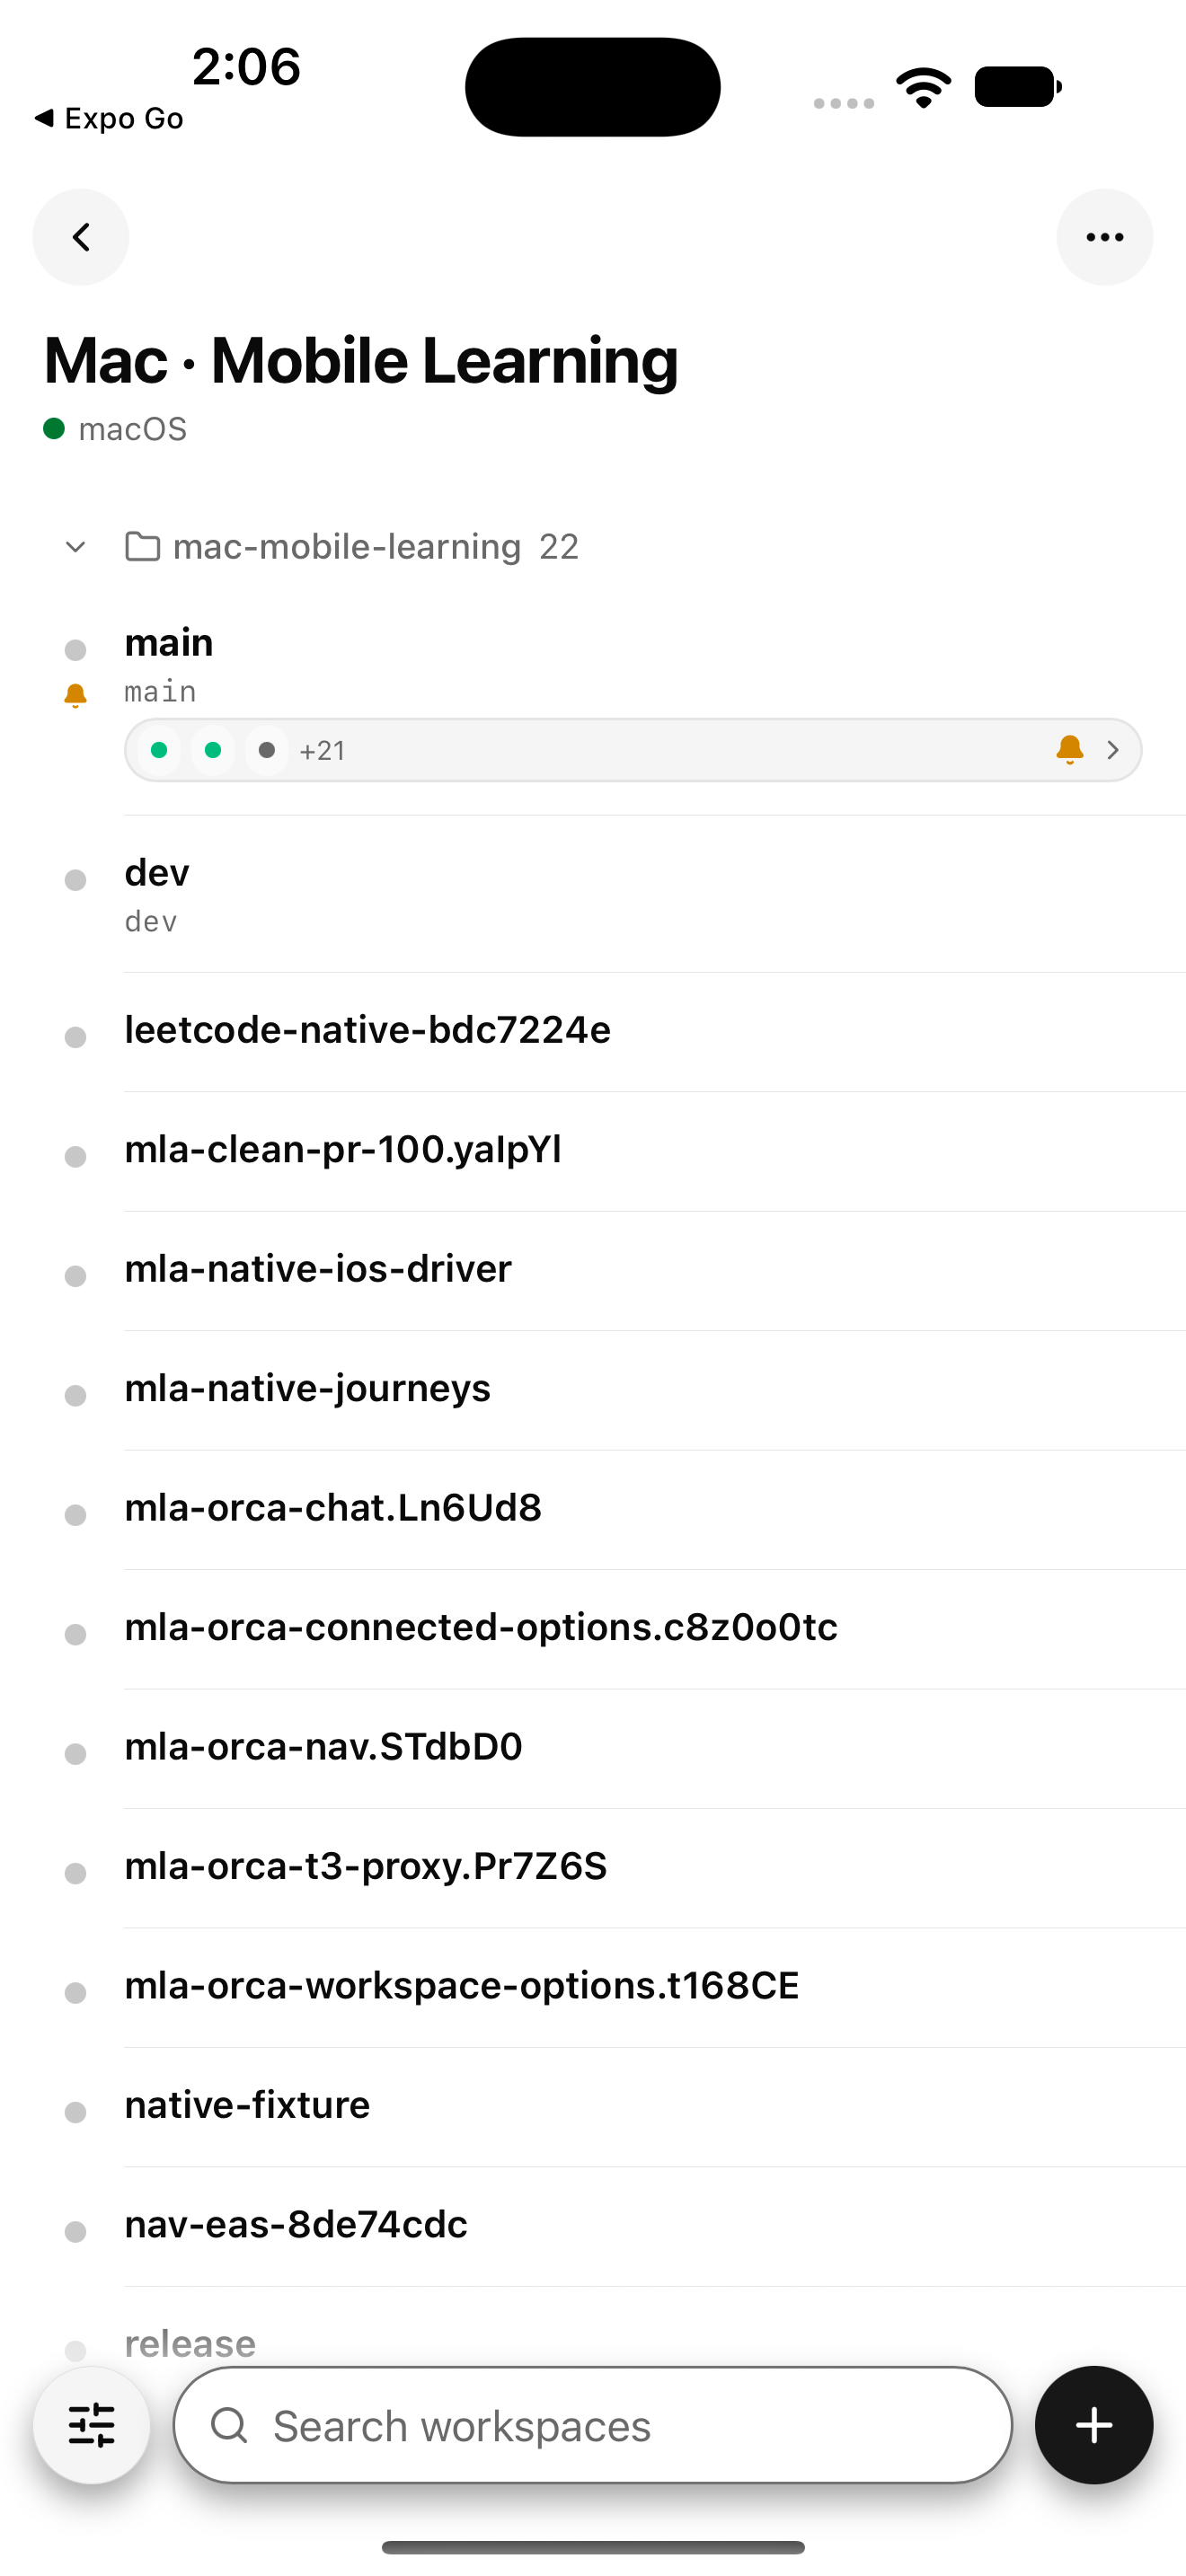 2:06
◀ Expo Go
Mac · Mobile Learning
macOS
mac-mobile-learning 22
main
main
+21
dev
dev
leetcode-native-bdc7224e
mla-clean-pr-100.yaIpYI
mla-native-ios-driver
mla-native-journeys
mla-orca-chat.Ln6Ud8
mla-orca-connected-options.c8z0o0tc
mla-orca-nav.STdbD0
mla-orca-t3-proxy.Pr7Z6S
mla-orca-workspace-options.t168CE
native-fixture
nav-eas-8de74cdc
release
Search workspaces